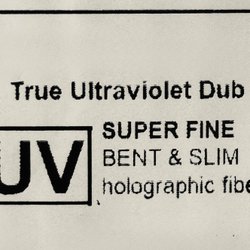 True Ultraviolet Dub
UV
SUPER FINE
BENT & SLIM
holographic fibe